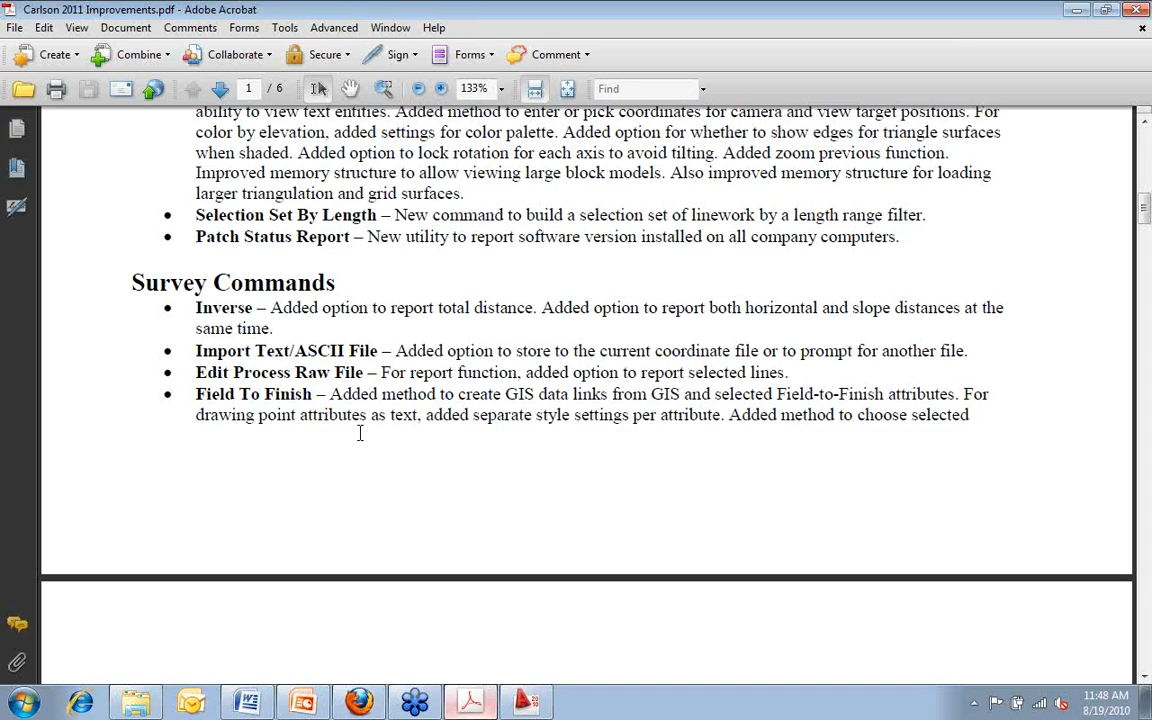 Carlson 2011 Improvements.pdf - Adobe Acrobat
File Edit View Document Comments Forms Tools Advanced Window Help
Create Combine Collaborate Secure Sign Forms Comment
1 / 6 133% Find
ability to view text entities. Added method to enter or pick coordinates for camera and view target positions. For
color by elevation, added settings for color palette. Added option for whether to show edges for triangle surfaces
when shaded. Added option to lock rotation for each axis to avoid tilting. Added zoom previous function.
Improved memory structure to allow viewing large block models. Also improved memory structure for loading
larger triangulation and grid surfaces.
• Selection Set By Length – New command to build a selection set of linework by a length range filter.
• Patch Status Report – New utility to report software version installed on all company computers.
Survey Commands
• Inverse – Added option to report total distance. Added option to report both horizontal and slope distances at the
same time.
• Import Text/ASCII File – Added option to store to the current coordinate file or to prompt for another file.
• Edit Process Raw File – For report function, added option to report selected lines.
• Field To Finish – Added method to create GIS data links from GIS and selected Field-to-Finish attributes. For
drawing point attributes as text, added separate style settings per attribute. Added method to choose selected
11:48 AM
8/19/2010